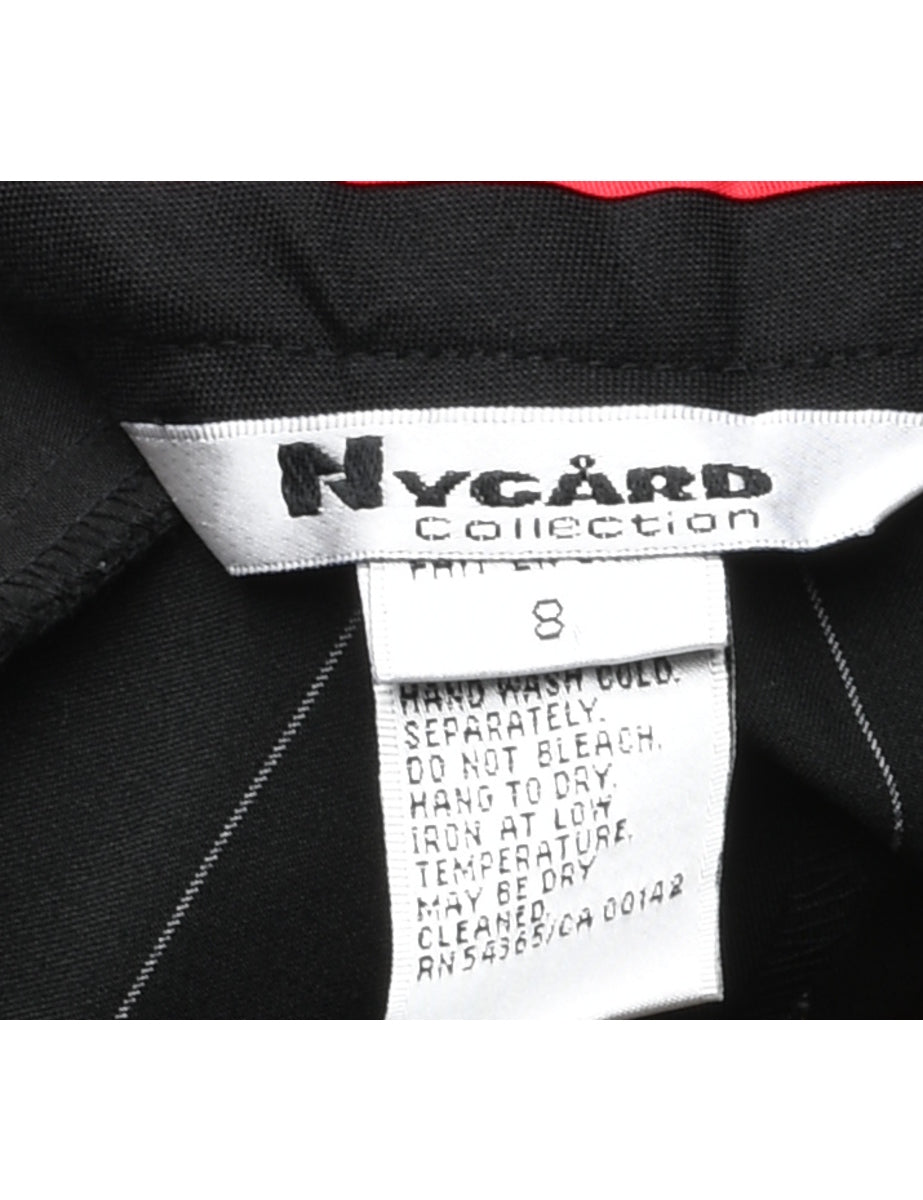 NYGÅRD
Collection
8
HAND WASH COLD.
SEPARATELY.
DO NOT BLEACH.
HANG TO DRY.
IRON AT LOW
TEMPERATURE.
MAY BE DRY
CLEANED.
RN 54365/CA 00142